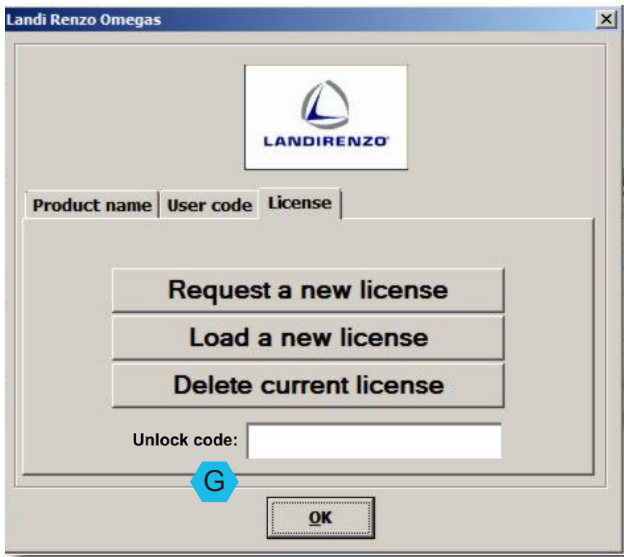 Landi Renzo Omegas
LANDIRENZO®
Product name User code License
Request a new license
Load a new license
Delete current license
Unlock code:
G
OK